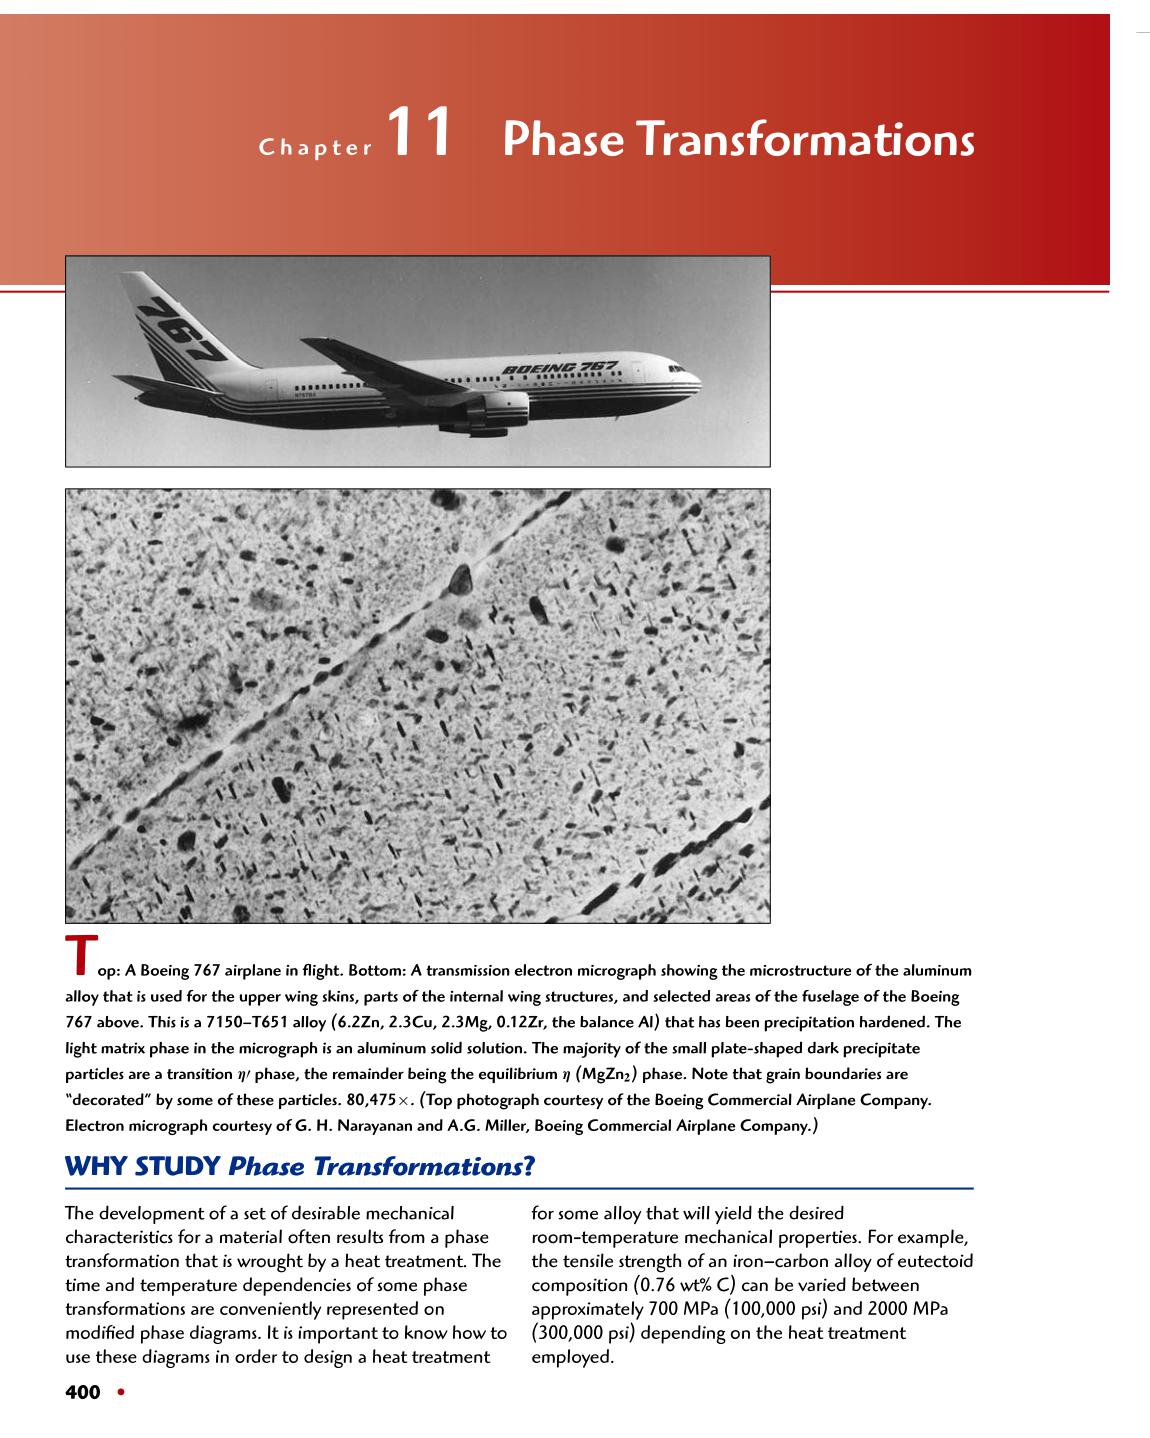 Chapter 11 Phase Transformations
767
BOEING 767
N767BA
Top: A Boeing 767 airplane in flight. Bottom: A transmission electron micrograph showing the microstructure of the aluminum
alloy that is used for the upper wing skins, parts of the internal wing structures, and selected areas of the fuselage of the Boeing
767 above. This is a 7150–T651 alloy (6.2Zn, 2.3Cu, 2.3Mg, 0.12Zr, the balance Al) that has been precipitation hardened. The
light matrix phase in the micrograph is an aluminum solid solution. The majority of the small plate-shaped dark precipitate
particles are a transition η′ phase, the remainder being the equilibrium η (MgZn₂) phase. Note that grain boundaries are
“decorated” by some of these particles. 80,475×. (Top photograph courtesy of the Boeing Commercial Airplane Company.
Electron micrograph courtesy of G. H. Narayanan and A.G. Miller, Boeing Commercial Airplane Company.)
WHY STUDY Phase Transformations?
The development of a set of desirable mechanical
characteristics for a material often results from a phase
transformation that is wrought by a heat treatment. The
time and temperature dependencies of some phase
transformations are conveniently represented on
modified phase diagrams. It is important to know how to
use these diagrams in order to design a heat treatment
for some alloy that will yield the desired
room-temperature mechanical properties. For example,
the tensile strength of an iron–carbon alloy of eutectoid
composition (0.76 wt% C) can be varied between
approximately 700 MPa (100,000 psi) and 2000 MPa
(300,000 psi) depending on the heat treatment
employed.
400 •